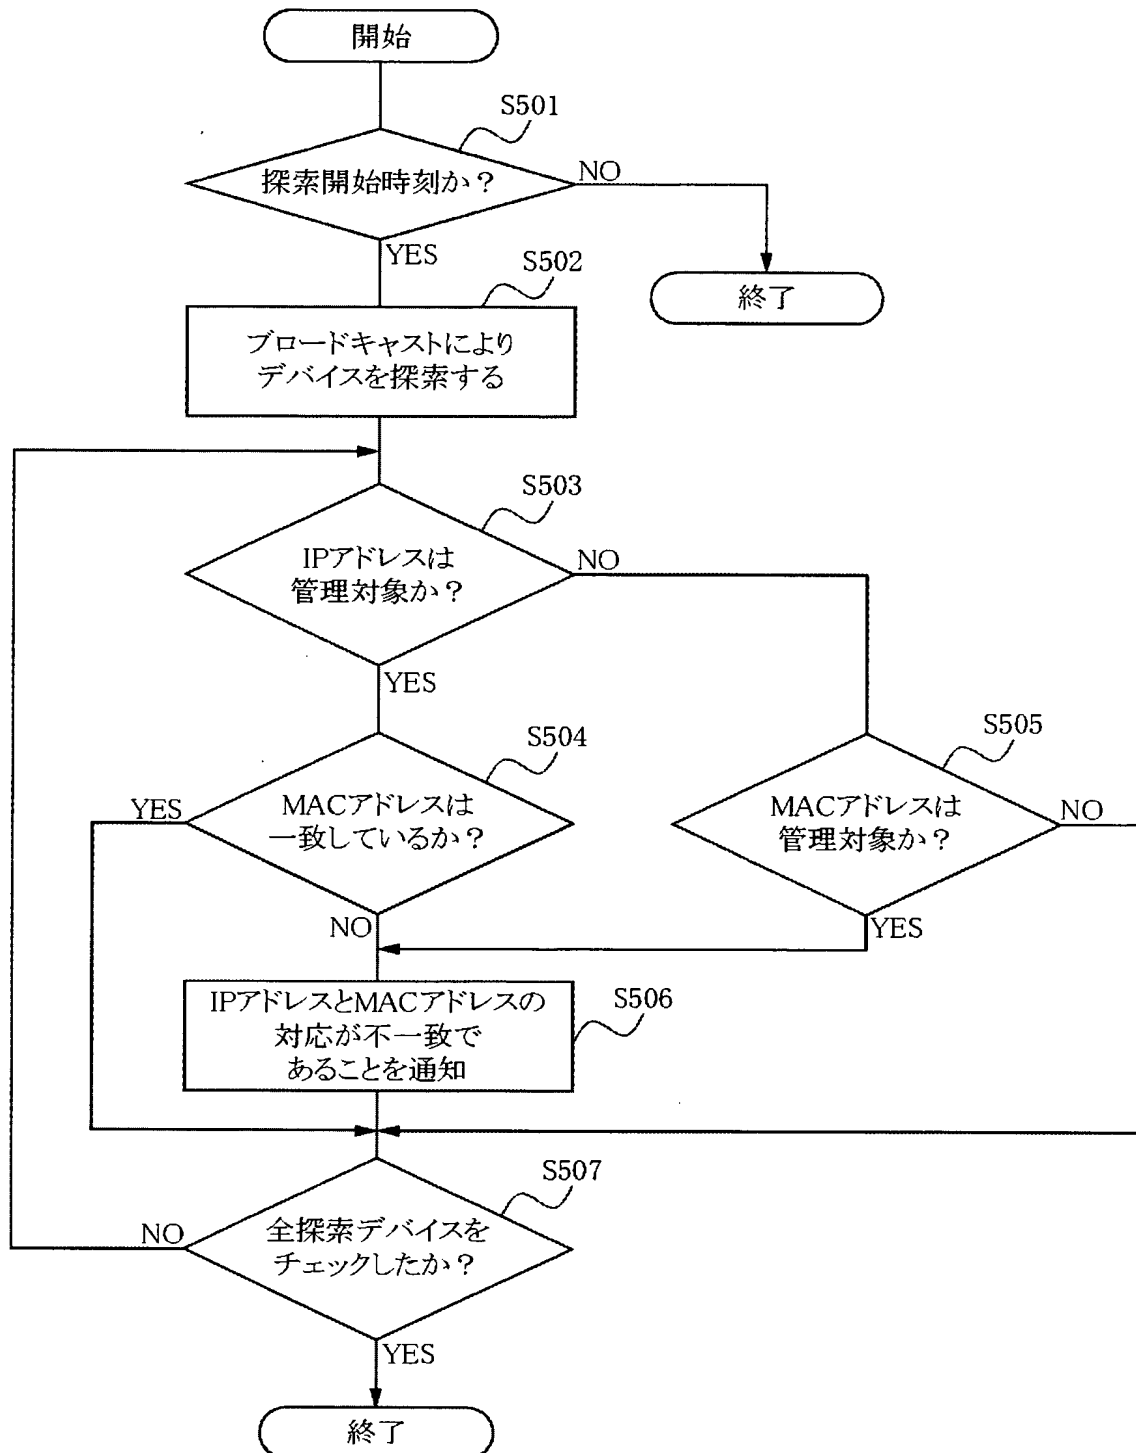 開始
S501
探索開始時刻か？
NO
YES
終了
S502
ブロードキャストにより
デバイスを探索する
S503
IPアドレスは
管理対象か？
NO
YES
S504
MACアドレスは
一致しているか？
YES
NO
S505
MACアドレスは
管理対象か？
NO
YES
S506
IPアドレスとMACアドレスの
対応が不一致で
あることを通知
S507
全探索デバイスを
チェックしたか？
NO
YES
終了